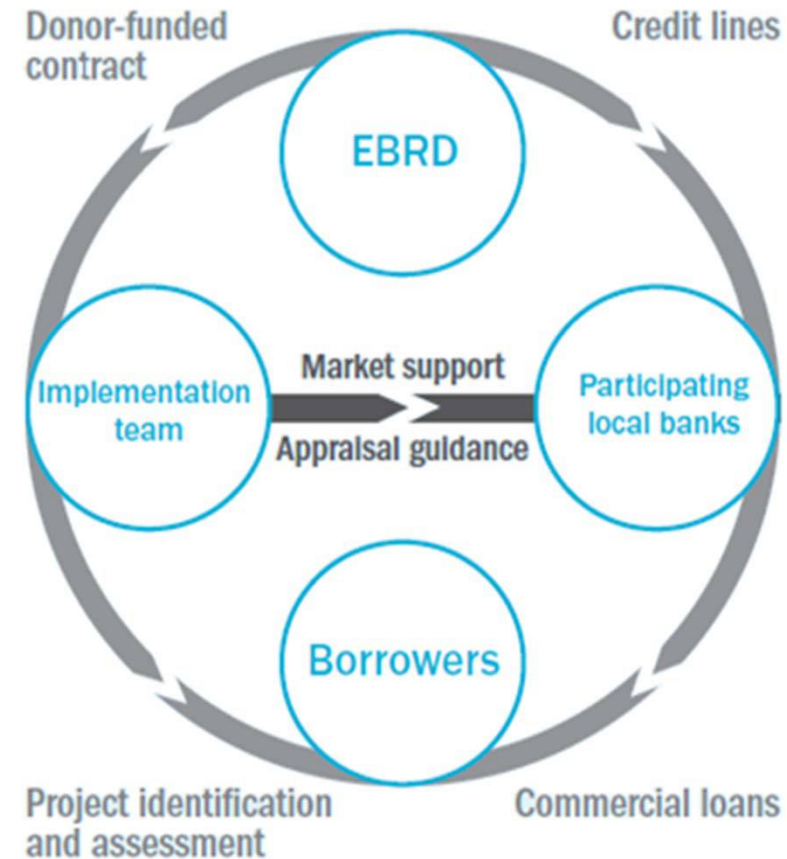 Donor-funded
contract
Credit lines
EBRD
Market support
Implementation
team
Participating
local banks
Appraisal guidance
Borrowers
Project identification
and assessment
Commercial loans